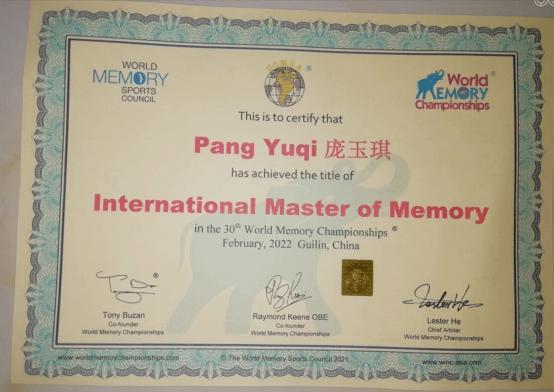 WORLD
MEMORY
SPORTS
COUNCIL
GOMSA ®
World ®
MEMORY
Championships
This is to certify that
Pang Yuqi 庞玉琪
has achieved the title of
International Master of Memory
in the 30th World Memory Championships ®
February, 2022 Guilin, China
®
Tony Buzan
Co-founder
World Memory Championships
Raymond Keene OBE
Co-founder
World Memory Championships
Lester He
Chief Arbiter
World Memory Championships
www.worldmemorychampionships.com
© The World Memory Sports Council 2021
www.wmc-asia.com